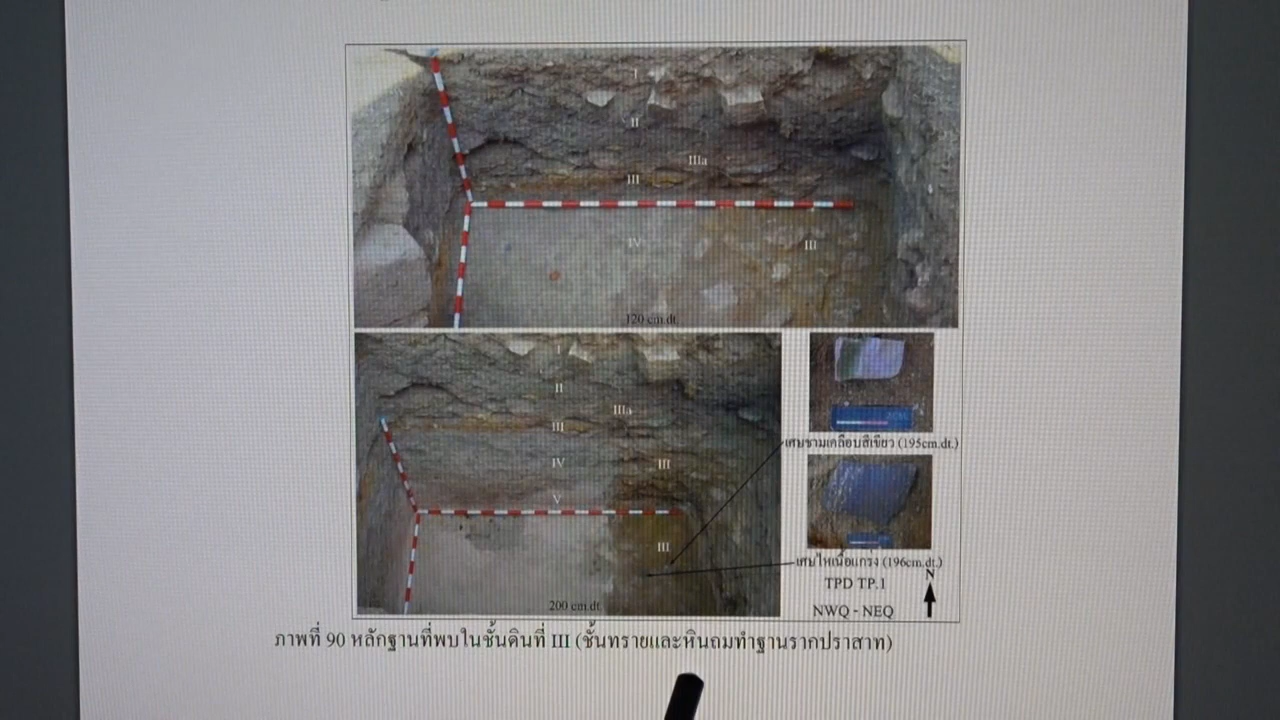 I
II
IIIa
III
IV
III
120 cm.dt.
I
II
IIIa
III
IV
III
V
III
200 cm.dt.
เศษชามเคลือบสีเขียว (195cm.dt.)
เศษไหเนื้อแกร่ง (196cm.dt.)
TPD TP.1
N
NWQ - NEQ
ภาพที่ 90 หลักฐานที่พบในชั้นดินที่ III (ชั้นทรายและหินถมทำฐานรากปราสาท)